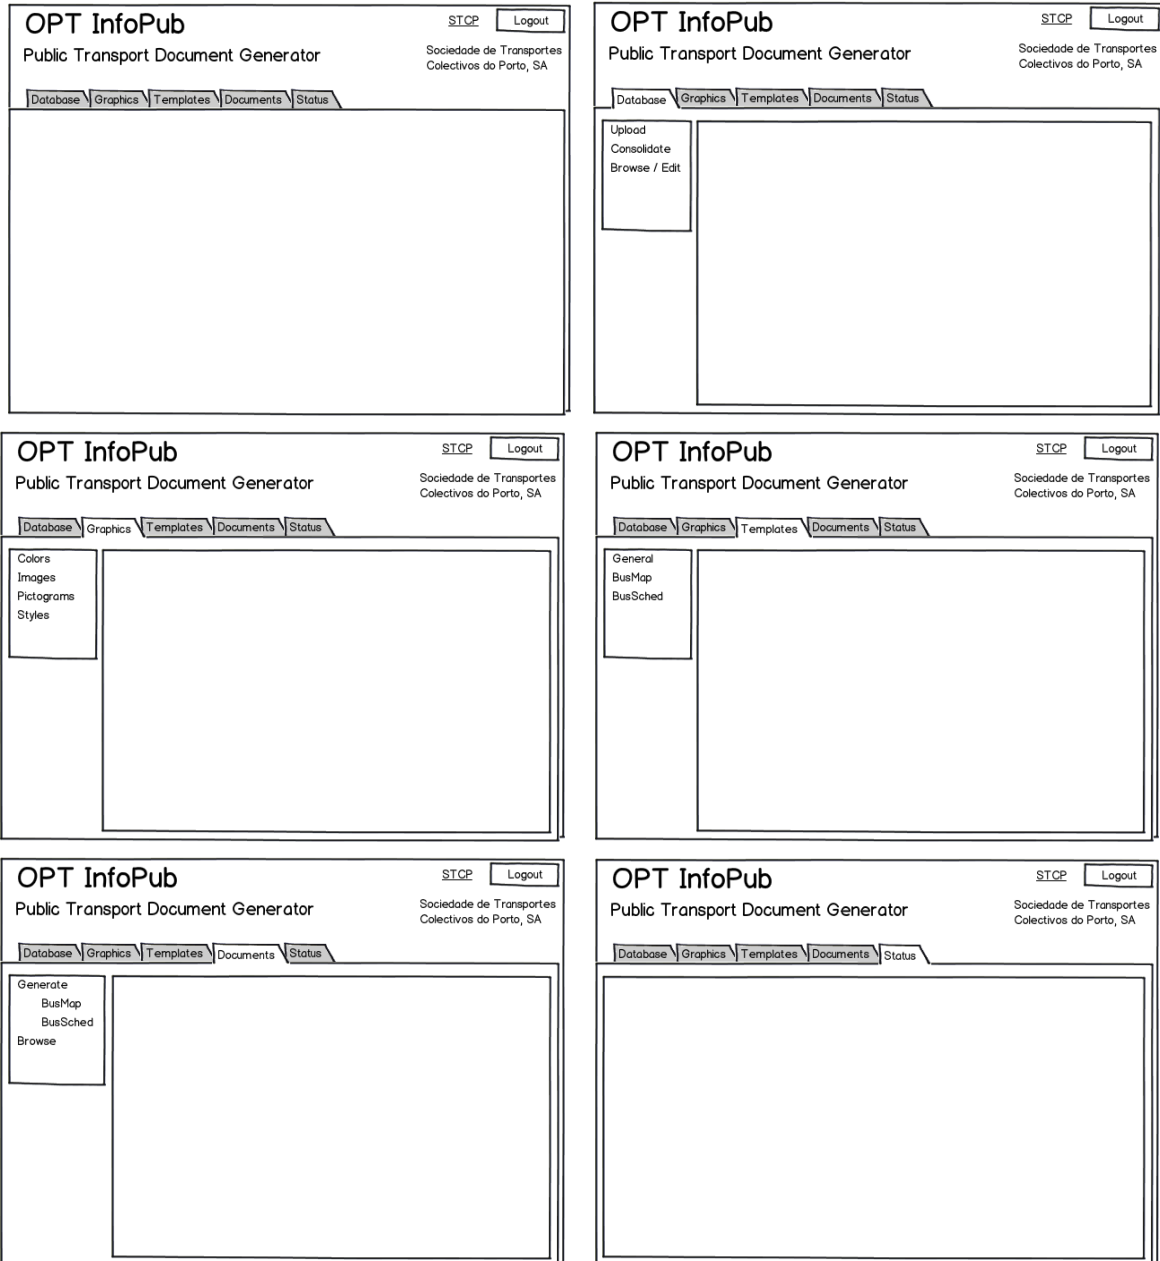 OPT InfoPub
STCP
Logout
Public Transport Document Generator
Sociedade de Transportes
Colectivos do Porto, SA
Database Graphics Templates Documents Status
OPT InfoPub
STCP
Logout
Public Transport Document Generator
Sociedade de Transportes
Colectivos do Porto, SA
Database Graphics Templates Documents Status
Upload
Consolidate
Browse / Edit
OPT InfoPub
STCP
Logout
Public Transport Document Generator
Sociedade de Transportes
Colectivos do Porto, SA
Database Graphics Templates Documents Status
Colors
Images
Pictograms
Styles
OPT InfoPub
STCP
Logout
Public Transport Document Generator
Sociedade de Transportes
Colectivos do Porto, SA
Database Graphics Templates Documents Status
General
BusMap
BusSched
OPT InfoPub
STCP
Logout
Public Transport Document Generator
Sociedade de Transportes
Colectivos do Porto, SA
Database Graphics Templates Documents Status
Generate
BusMap
BusSched
Browse
OPT InfoPub
STCP
Logout
Public Transport Document Generator
Sociedade de Transportes
Colectivos do Porto, SA
Database Graphics Templates Documents Status